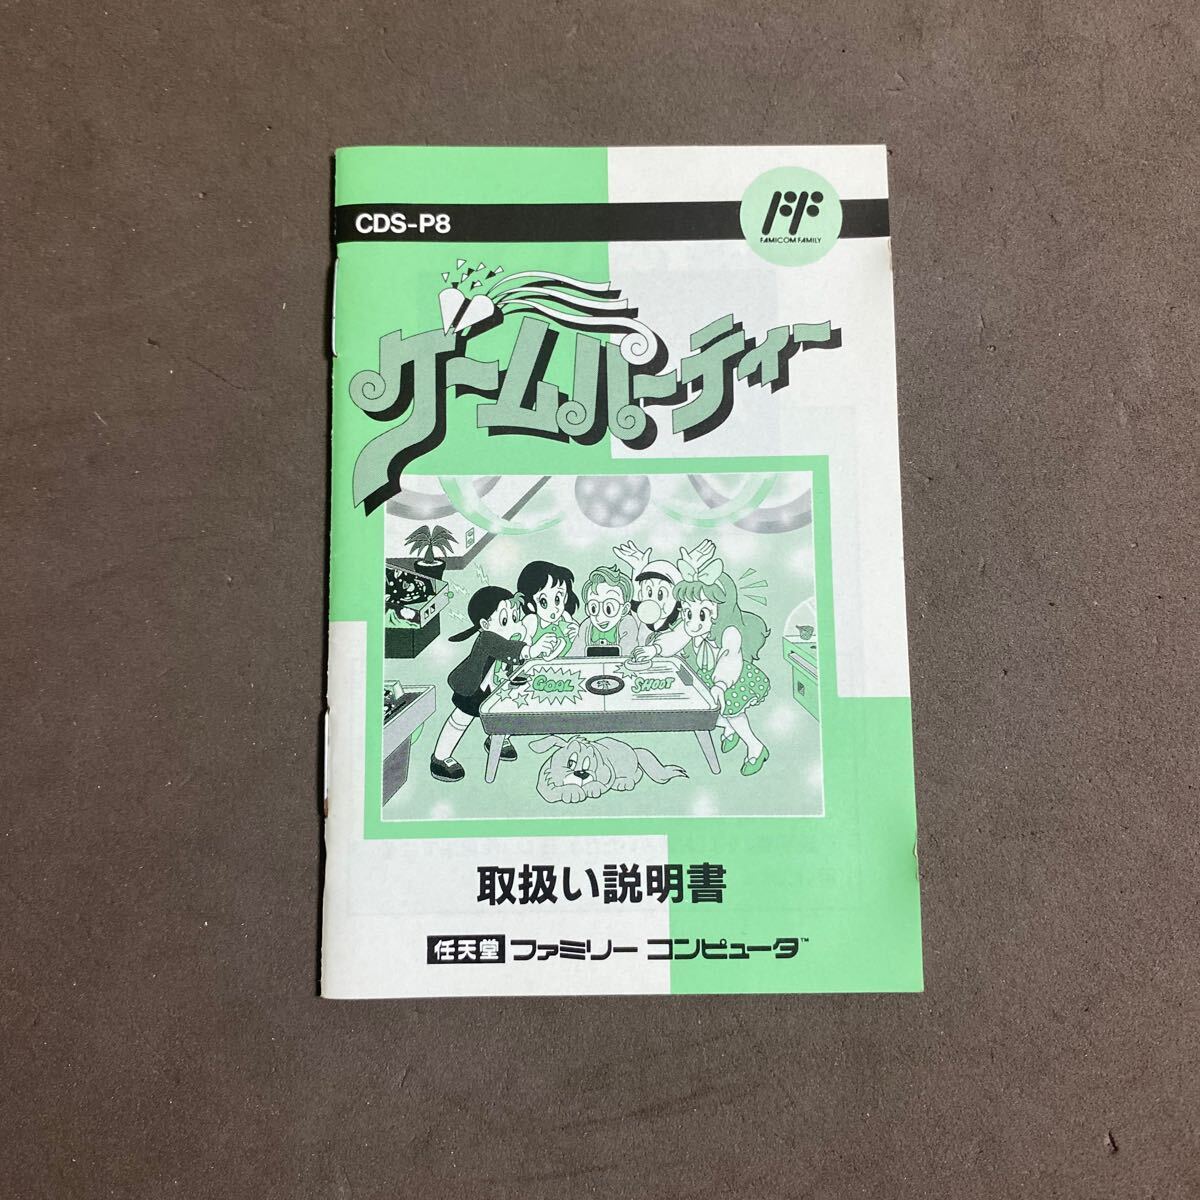 CDS-P8
FAMICOM FAMILY
ゲームパーティー
GOAL
SHOOT
取扱い説明書
任天堂 ファミリー コンピュータ™